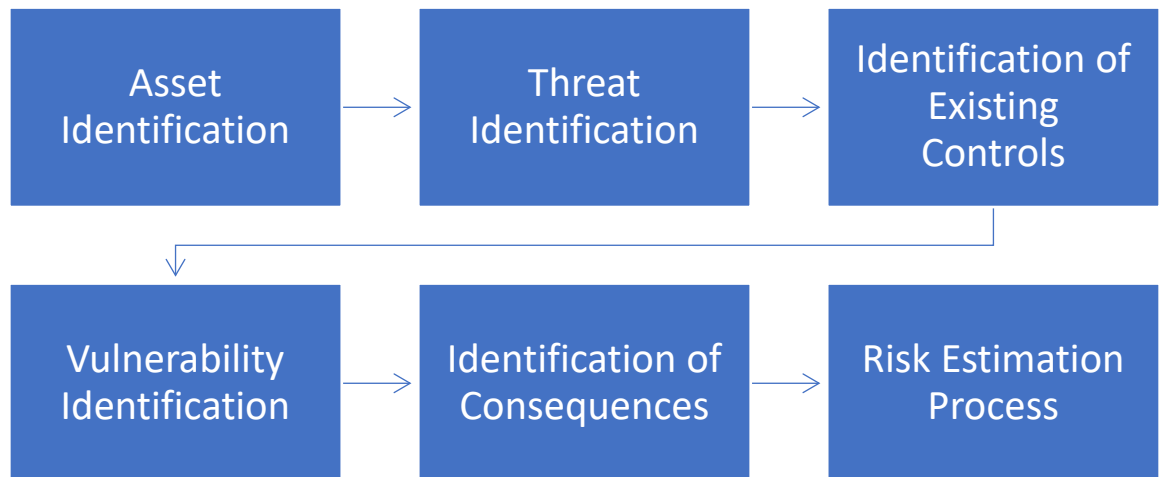 Asset
Identification
Threat
Identification
Identification of
Existing
Controls
Vulnerability
Identification
Identification of
Consequences
Risk Estimation
Process